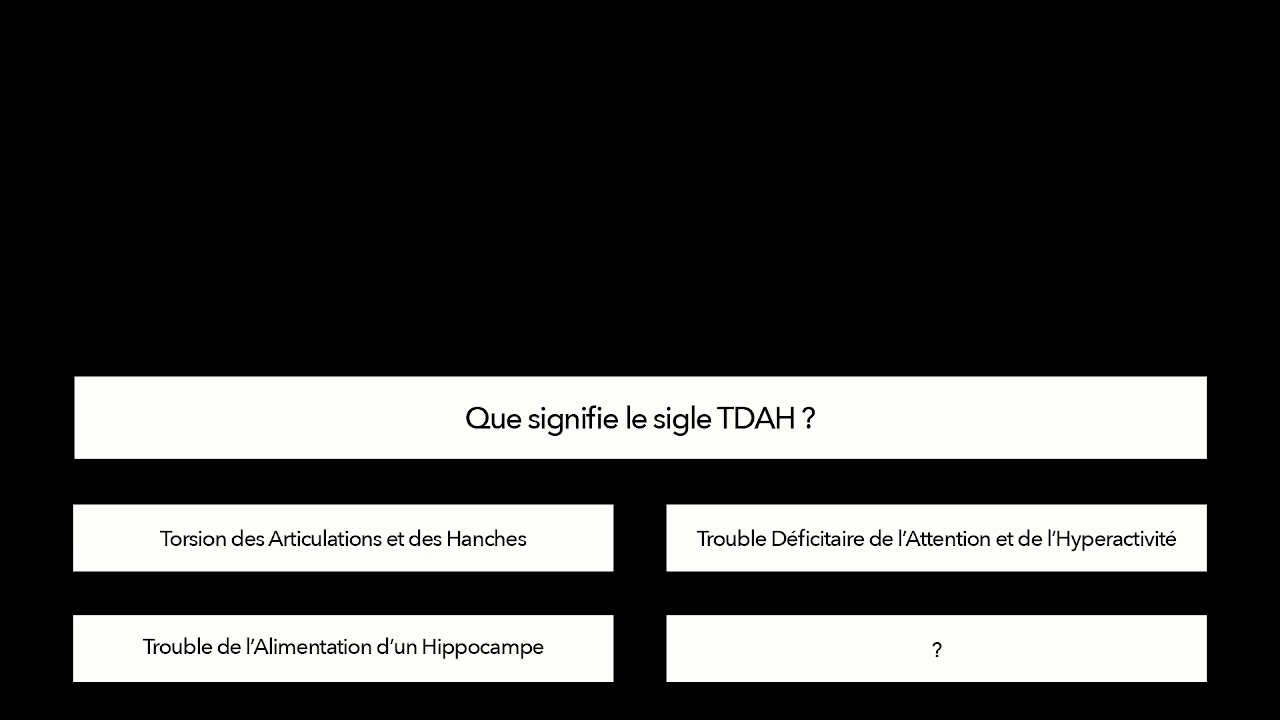 Que signifie le sigle TDAH ?
Torsion des Articulations et des Hanches
Trouble Déficitaire de l’Attention et de l’Hyperactivité
Trouble de l’Alimentation d’un Hippocampe
?